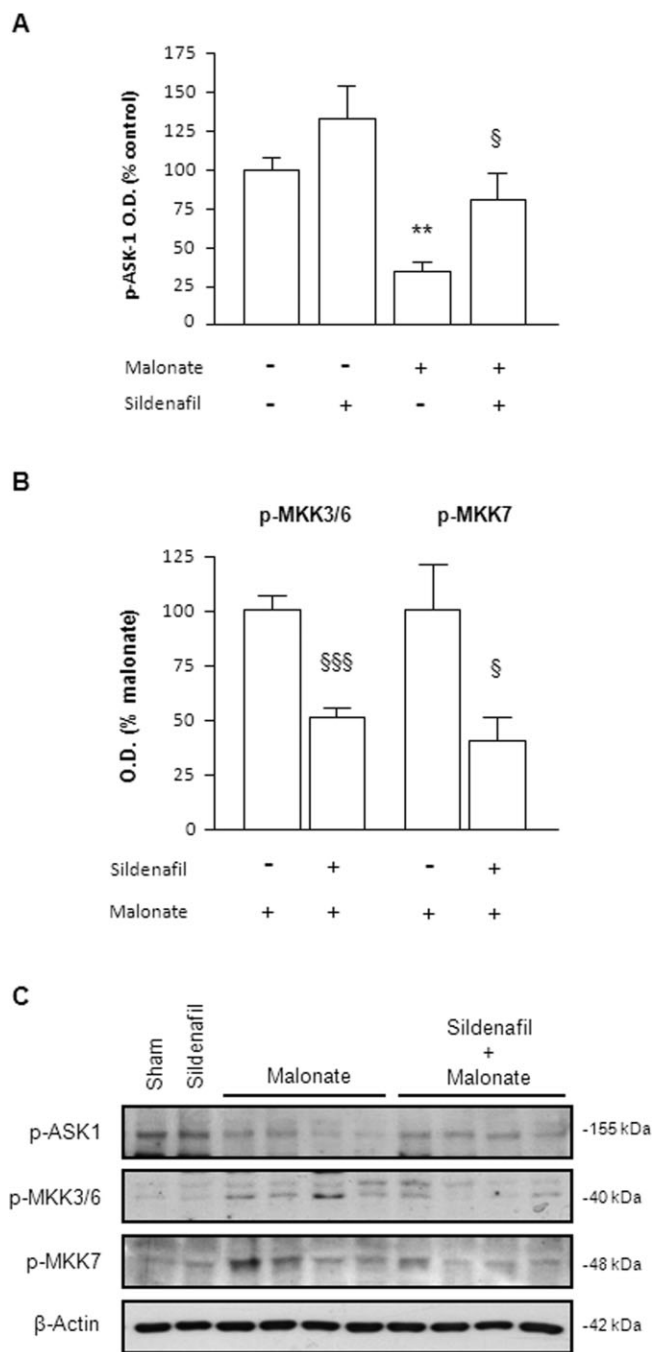 A
p-ASK-1 O.D. (% control)
175
150
125
100
75
50
25
0
**
§
Malonate - - + +
Sildenafil - + - +
B
p-MKK3/6 p-MKK7
O.D. (% malonate)
125
100
75
50
25
0
§§§
§
Sildenafil - + - +
Malonate + + + +
C
Sham
Sildenafil
Malonate
Sildenafil
+
Malonate
p-ASK1 -155 kDa
p-MKK3/6 -40 kDa
p-MKK7 -48 kDa
β-Actin -42 kDa